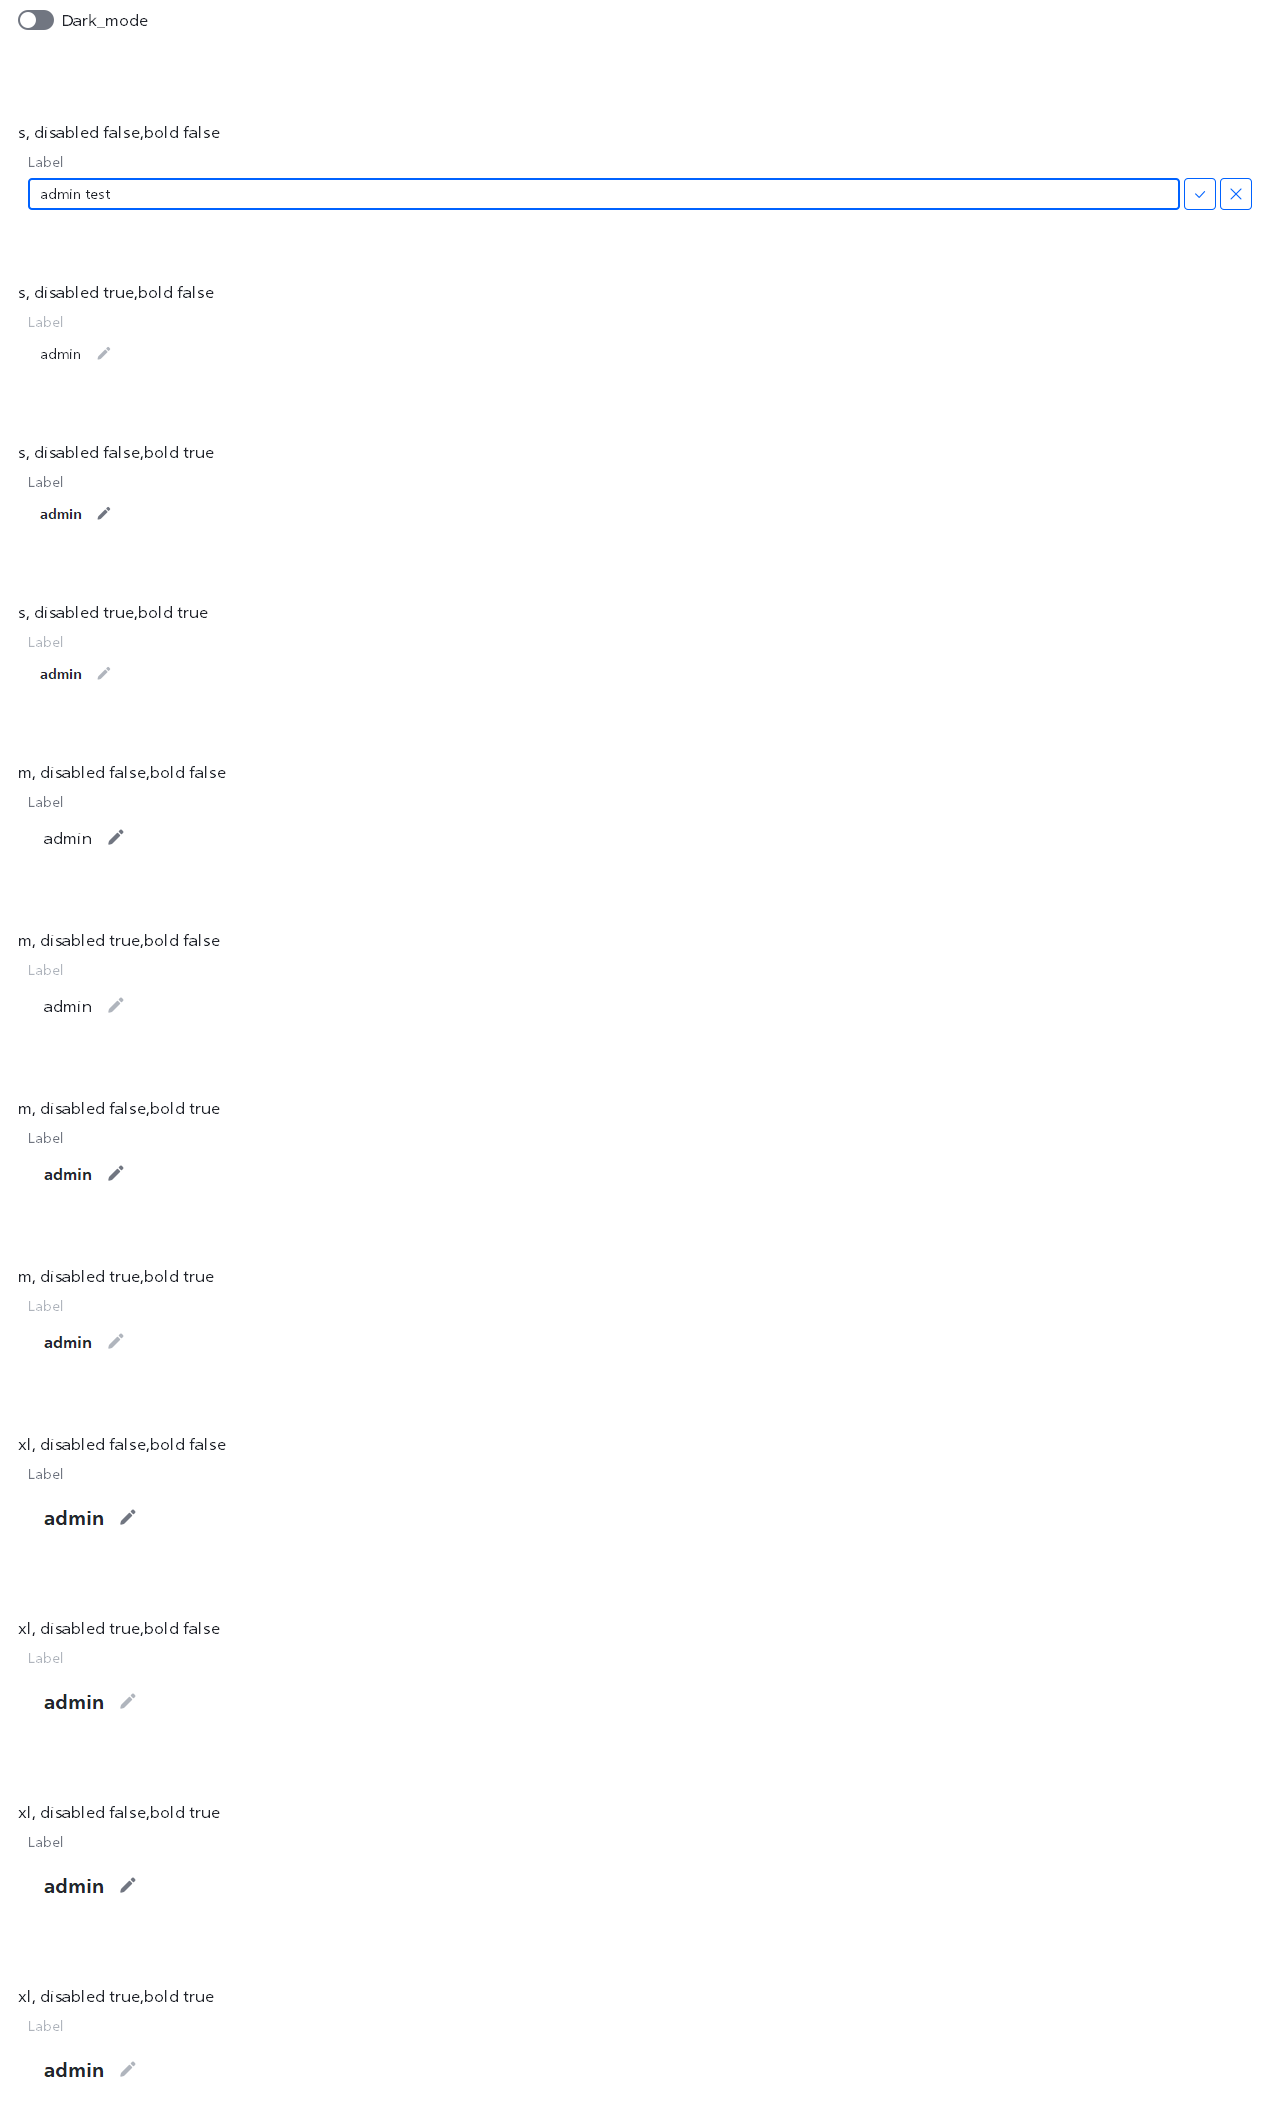 Dark_mode
s, disabled false,bold false
Label
admin test
s, disabled true,bold false
Label
admin
s, disabled false,bold true
Label
admin
s, disabled true,bold true
Label
admin
m, disabled false,bold false
Label
admin
m, disabled true,bold false
Label
admin
m, disabled false,bold true
Label
admin
m, disabled true,bold true
Label
admin
xl, disabled false,bold false
Label
admin
xl, disabled true,bold false
Label
admin
xl, disabled false,bold true
Label
admin
xl, disabled true,bold true
Label
admin